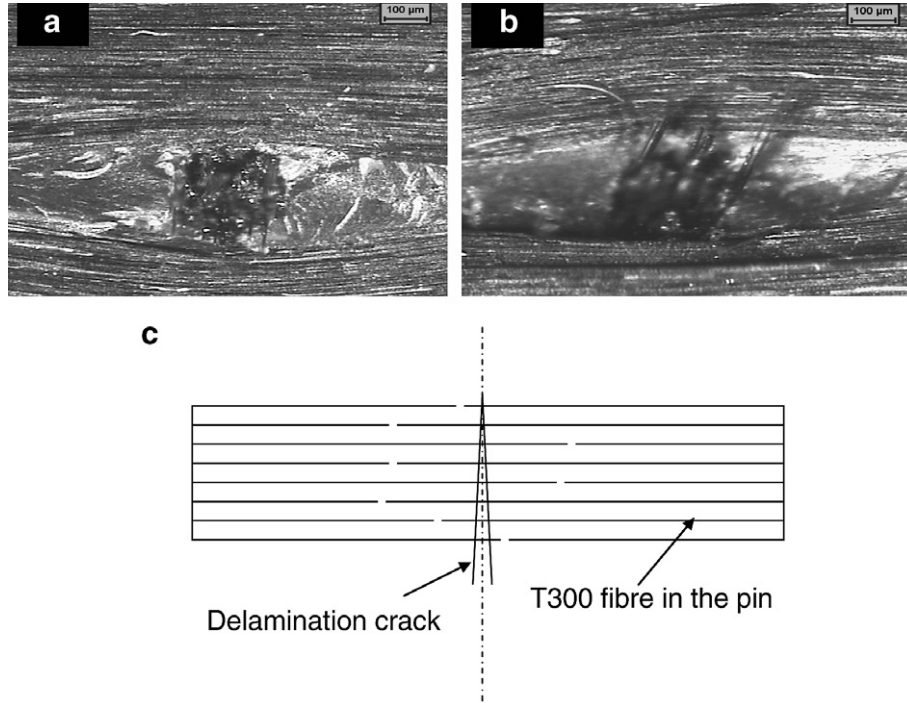 a
100 µm
b
100 µm
c
Delamination crack
T300 fibre in the pin